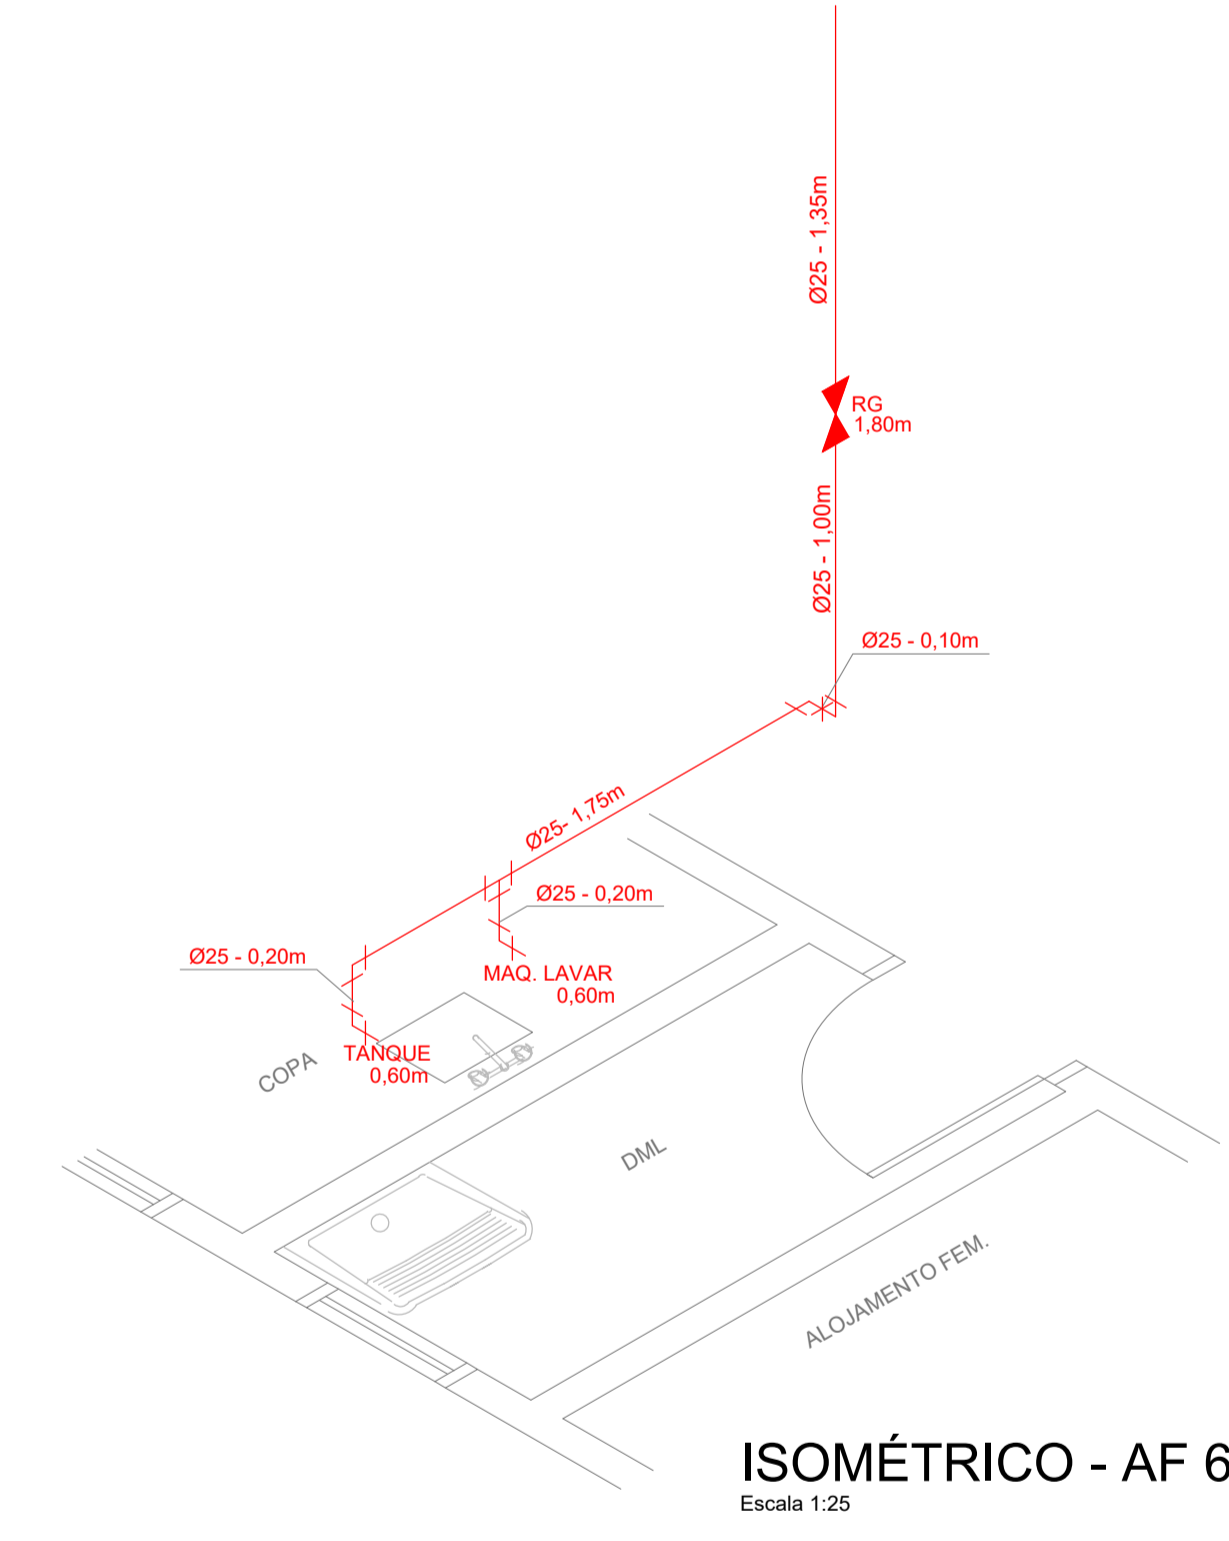 Ø25 - 1,35m
RG
1,80m
Ø25 - 1,00m
Ø25 - 0,10m
Ø25- 1,75m
Ø25 - 0,20m
Ø25 - 0,20m
MAQ. LAVAR
0,60m
TANQUE
0,60m
COPA
DML
ALOJAMENTO FEM.
ISOMÉTRICO - AF 6
Escala 1:25